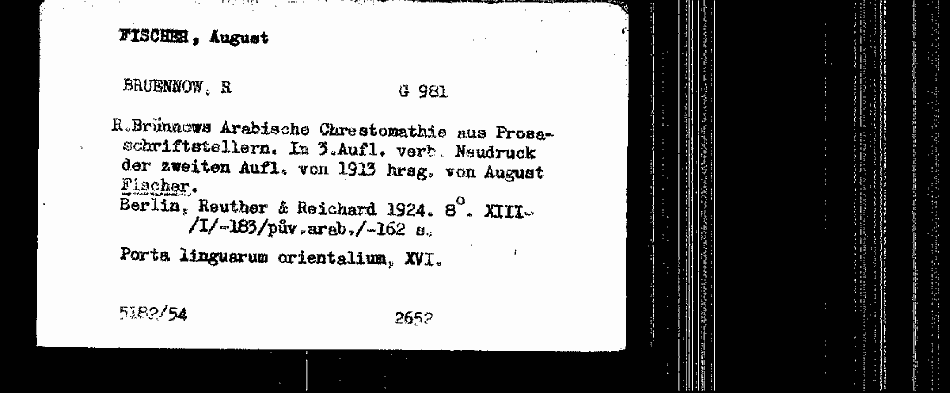 FISCHER, August
BRUENNOW, R G 981
R.Brünnows Arabische Chrestomathie aus Prosa-
schriftstellern. In 3.Aufl. verb. Neudruck
der zweiten Aufl. von 1913 hrsg. von August
Fischer.
Berlin, Reuther & Reichard 1924. 8°. XIII-
/I/-183/pův.arab./-162 s.
Porta linguarum orientalium, XVI.
5182/54 2652